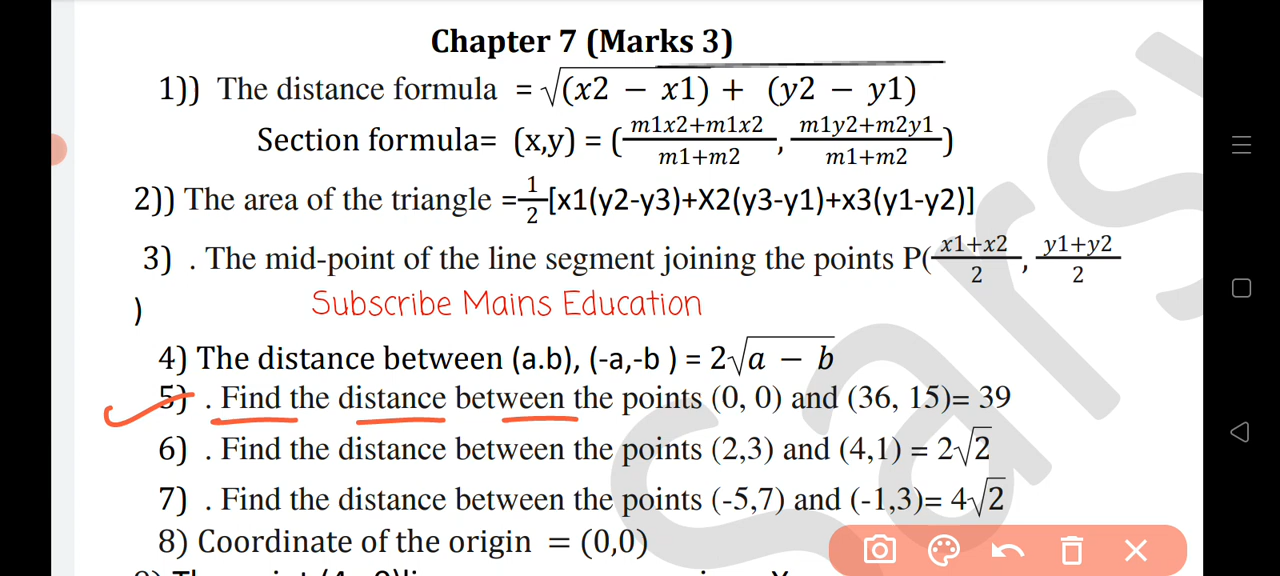 Chapter 7 (Marks 3)
1)) The distance formula = √(x2 − x1) + (y2 − y1)
Section formula= (x,y) = (m1x2+m1x2/m1+m2, m1y2+m2y1/m1+m2)
2)) The area of the triangle =1/2[x1(y2-y3)+X2(y3-y1)+x3(y1-y2)]
3) . The mid-point of the line segment joining the points P(x1+x2/2, y1+y2/2
)
Subscribe Mains Education
4) The distance between (a.b), (-a,-b ) = 2√a − b
5) . Find the distance between the points (0, 0) and (36, 15)= 39
6) . Find the distance between the points (2,3) and (4,1) = 2√2
7) . Find the distance between the points (-5,7) and (-1,3)= 4√2
8) Coordinate of the origin = (0,0)